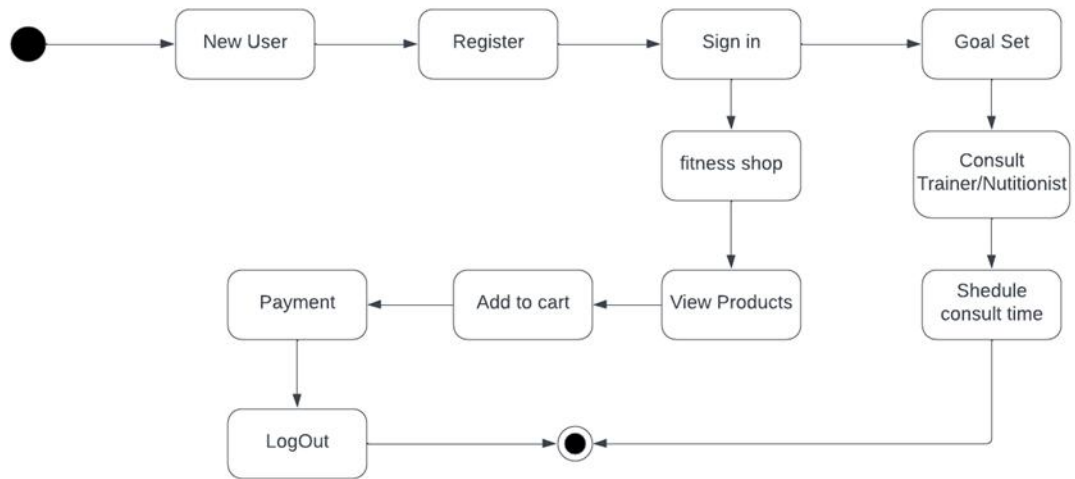 New User
Register
Sign in
Goal Set
fitness shop
Consult
Trainer/Nutitionist
Payment
Add to cart
View Products
Shedule
consult time
LogOut